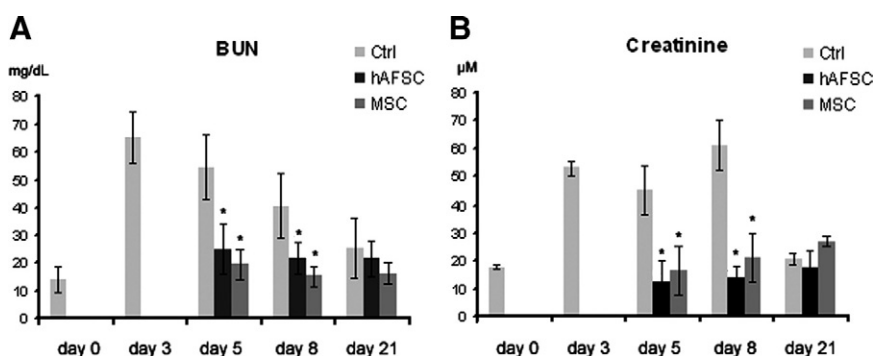 A
BUN
mg/dL
Ctrl
hAFSC
MSC
80
70
60
50
40
30
20
10
0
* * * *
day 0 day 3 day 5 day 8 day 21
B
Creatinine
µM
Ctrl
hAFSC
MSC
80
70
60
50
40
30
20
10
0
* * * *
day 0 day 3 day 5 day 8 day 21